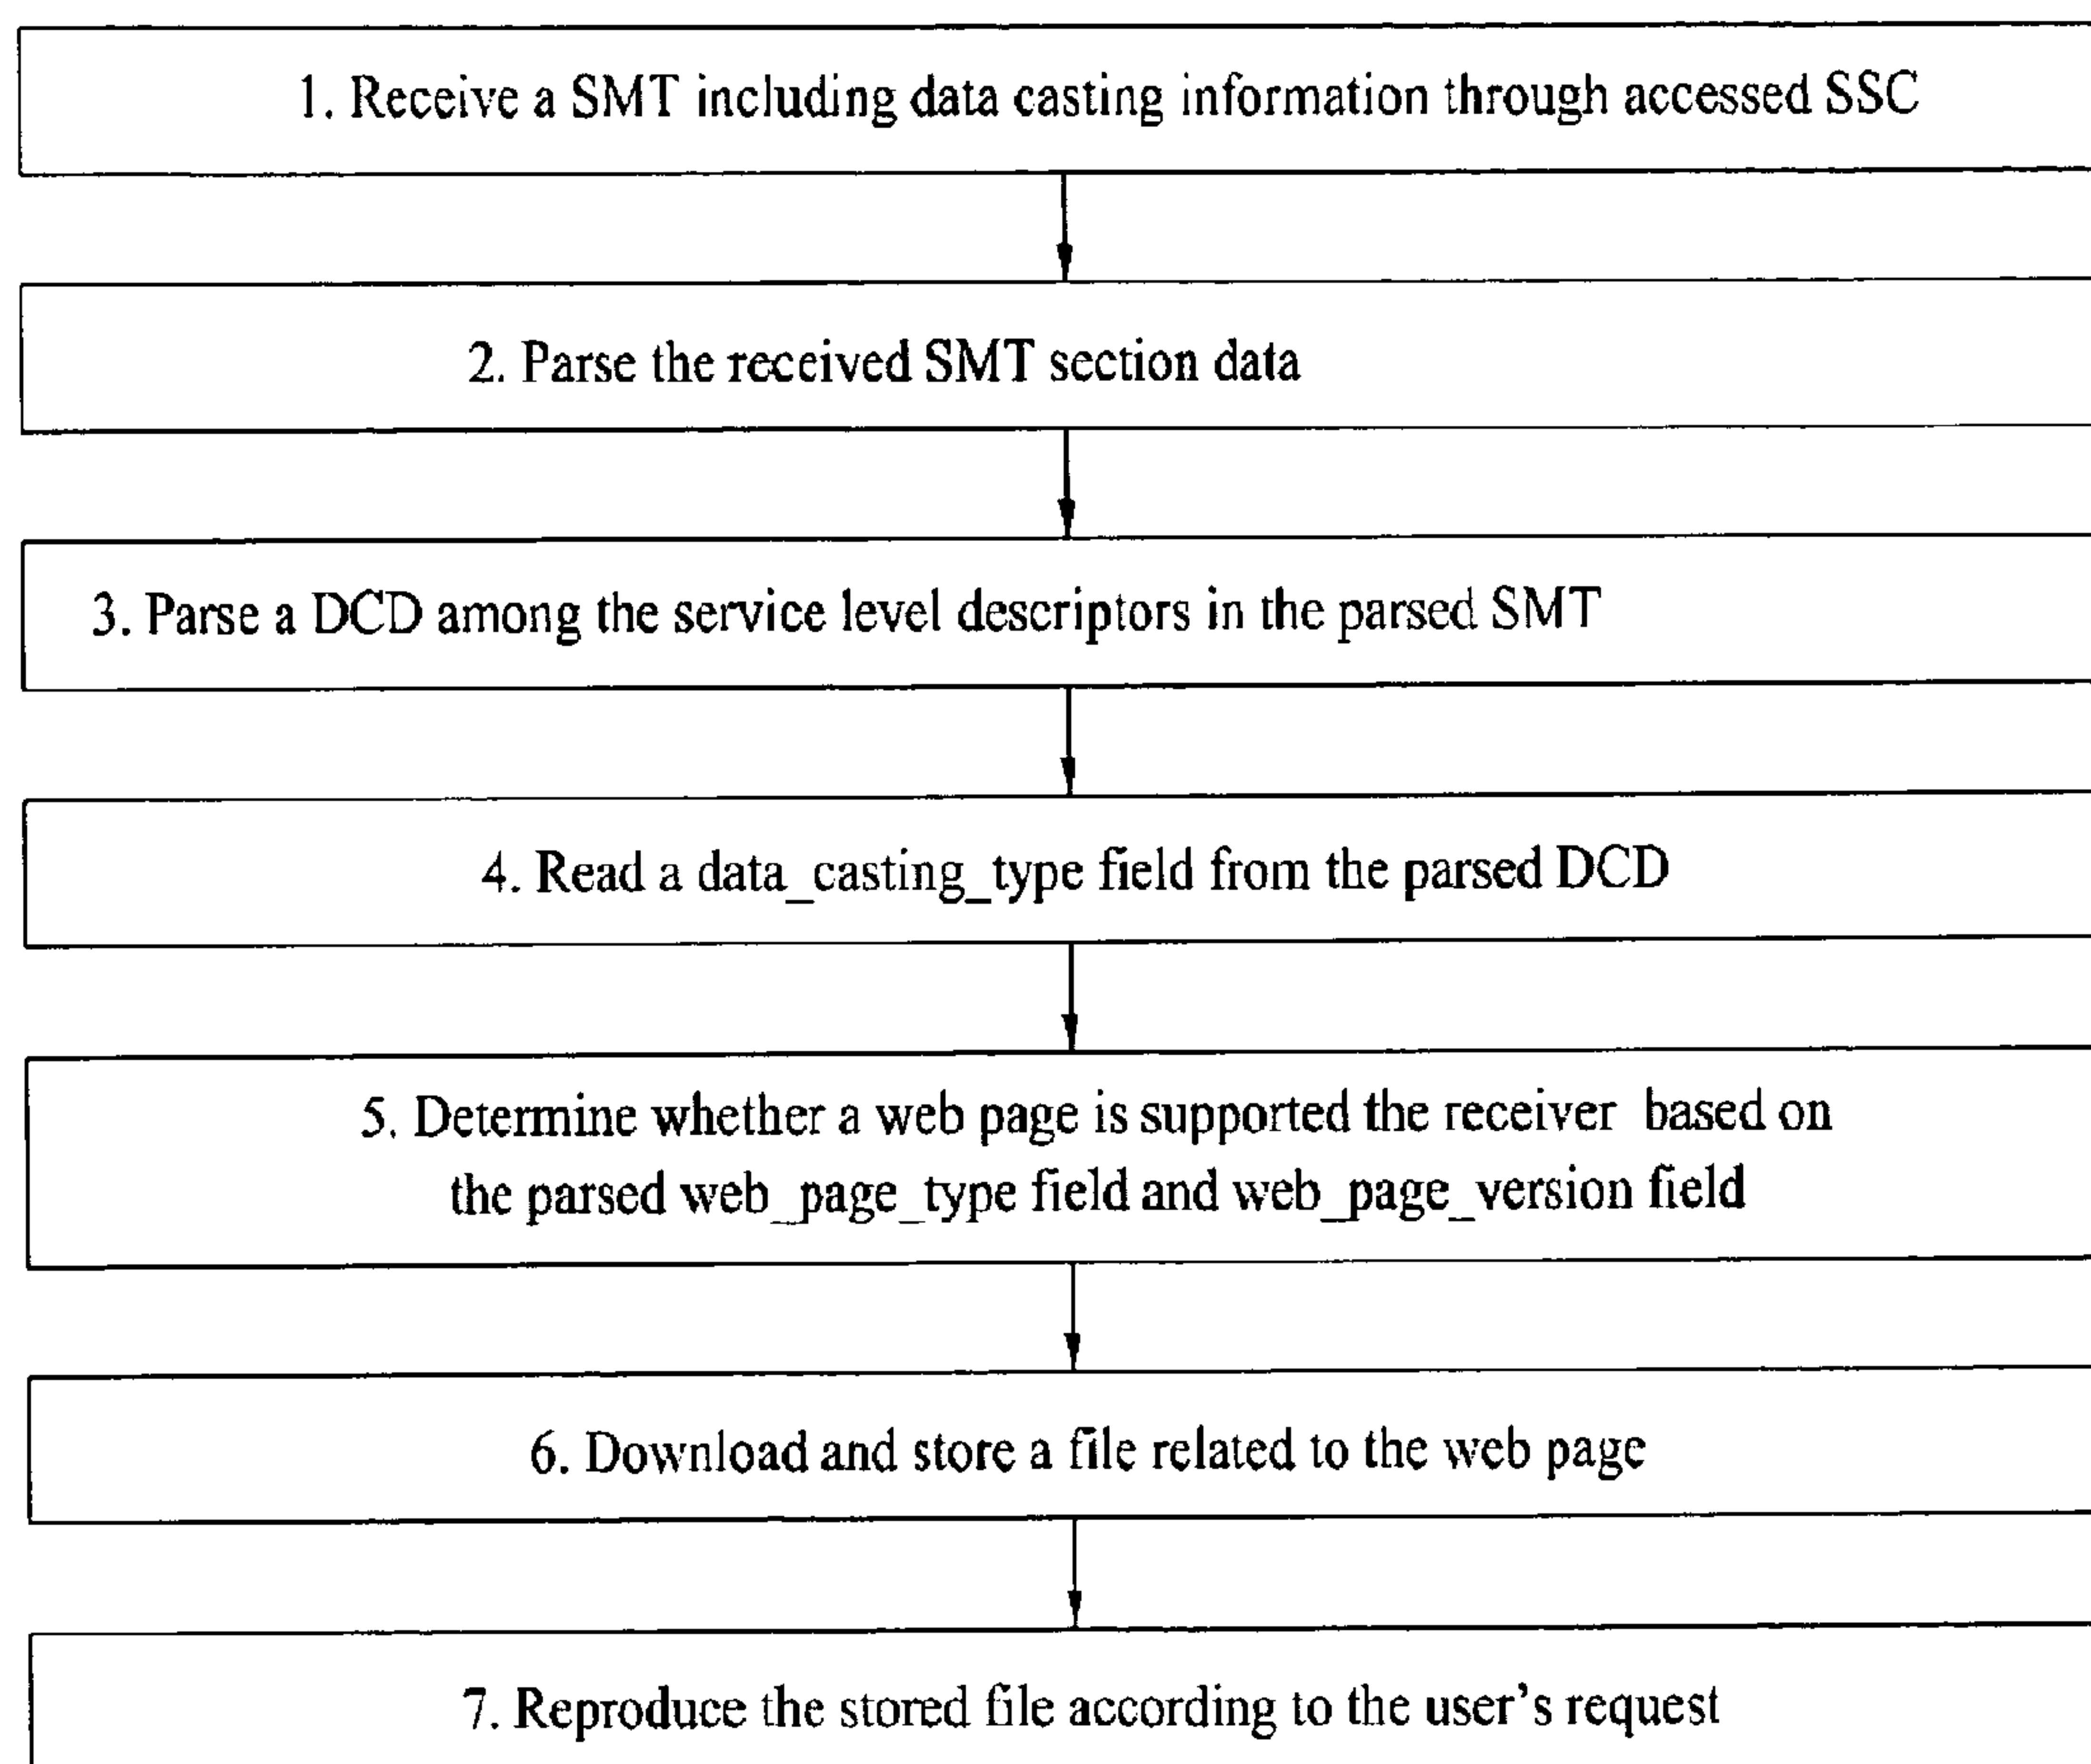 1. Receive a SMT including data casting information through accessed SSC
2. Parse the received SMT section data
3. Parse a DCD among the service level descriptors in the parsed SMT
4. Read a data_casting_type field from the parsed DCD
5. Determine whether a web page is supported the receiver based on
the parsed web_page_type field and web_page_version field
6. Download and store a file related to the web page
7. Reproduce the stored file according to the user's request